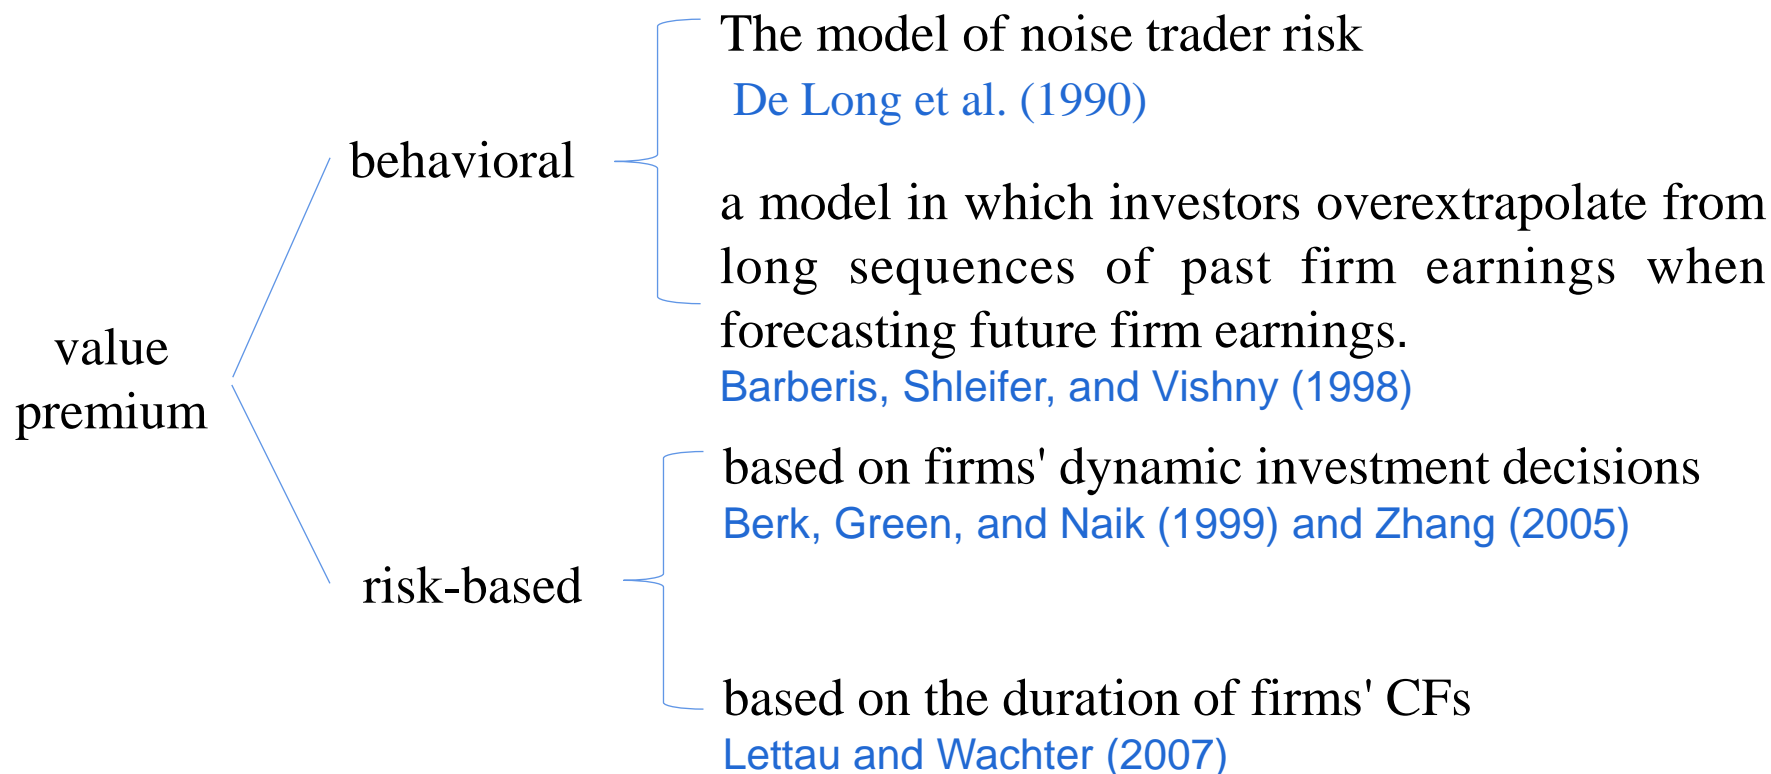 The model of noise trader risk
De Long et al. (1990)
behavioral
a model in which investors overextrapolate from
long sequences of past firm earnings when
forecasting future firm earnings.
Barberis, Shleifer, and Vishny (1998)
value
premium
based on firms' dynamic investment decisions
Berk, Green, and Naik (1999) and Zhang (2005)
risk-based
based on the duration of firms' CFs
Lettau and Wachter (2007)